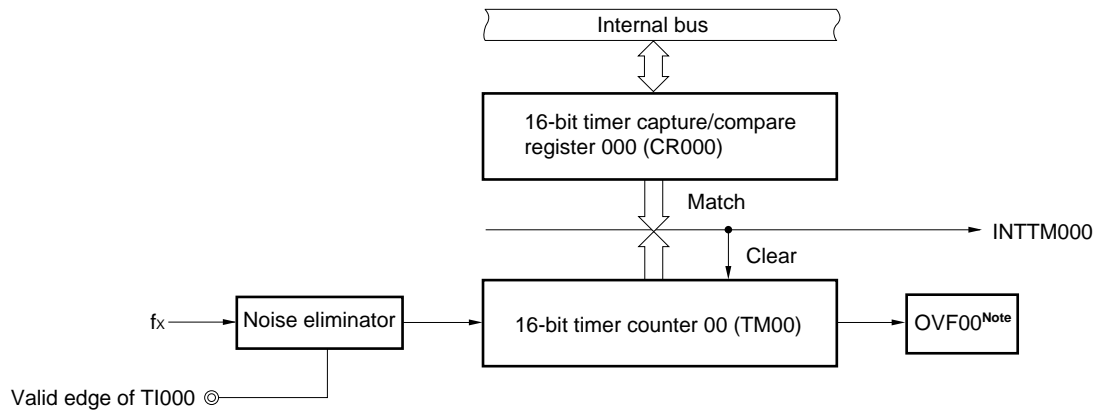 Internal bus
16-bit timer capture/compare
register 000 (CR000)
Match
INTTM000
Clear
fX
Noise eliminator
16-bit timer counter 00 (TM00)
OVF00Note
Valid edge of TI000